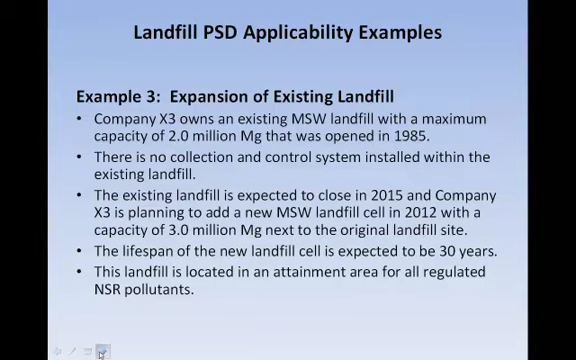 Landfill PSD Applicability Examples
Example 3: Expansion of Existing Landfill
• Company X3 owns an existing MSW landfill with a maximum
capacity of 2.0 million Mg that was opened in 1985.
• There is no collection and control system installed within the
existing landfill.
• The existing landfill is expected to close in 2015 and Company
X3 is planning to add a new MSW landfill cell in 2012 with a
capacity of 3.0 million Mg next to the original landfill site.
• The lifespan of the new landfill cell is expected to be 30 years.
• This landfill is located in an attainment area for all regulated
NSR pollutants.